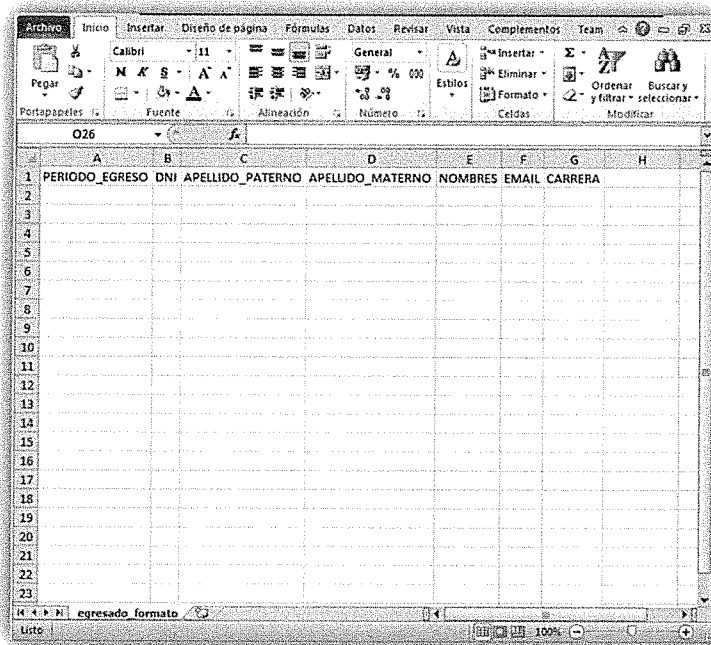 Archivo Inicio Insertar Diseño de página Fórmulas Datos Revisar Vista Complementos Team
Calibri 11 General Insertar Σ
Pegar N K S A A % 000 Estilos Eliminar Ordenar y filtrar Buscar y seleccionar
A Formato
Portapapeles Fuente Alineación Número Celdas Modificar
O26 fx
A B C D E F G H
1 PERIODO_EGRESO DNI APELLIDO_PATERNO APELLIDO_MATERNO NOMBRES EMAIL CARRERA
2
3
4
5
6
7
8
9
10
11
12
13
14
15
16
17
18
19
20
21
22
23
egresado_formato
Listo 100%